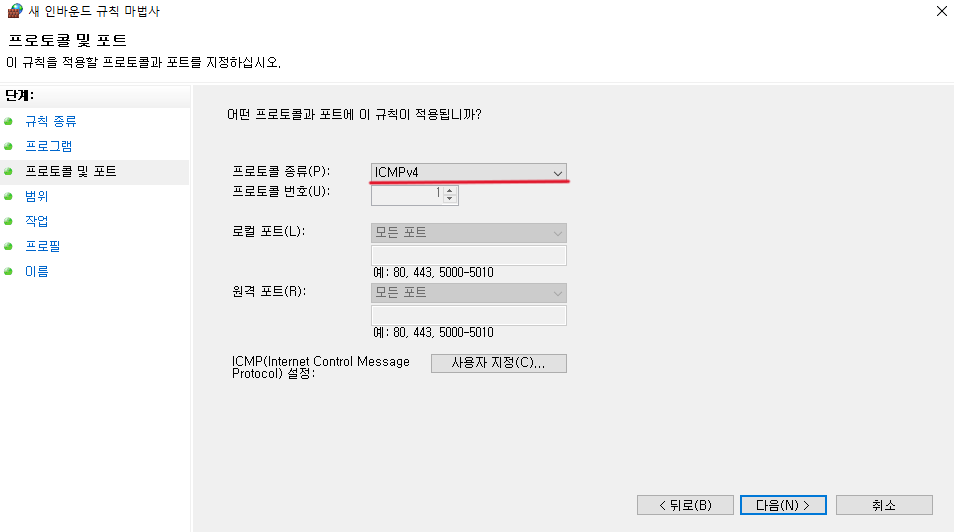 새 인바운드 규칙 마법사
프로토콜 및 포트
이 규칙을 적용할 프로토콜과 포트를 지정하십시오.
단계:
규칙 종류
프로그램
프로토콜 및 포트
범위
작업
프로필
이름
어떤 프로토콜과 포트에 이 규칙이 적용됩니까?
프로토콜 종류(P): ICMPv4
프로토콜 번호(U): 1
로컬 포트(L): 모든 포트
예: 80, 443, 5000-5010
원격 포트(R): 모든 포트
예: 80, 443, 5000-5010
ICMP(Internet Control Message
Protocol) 설정:
사용자 지정(C)...
< 뒤로(B) 다음(N) > 취소